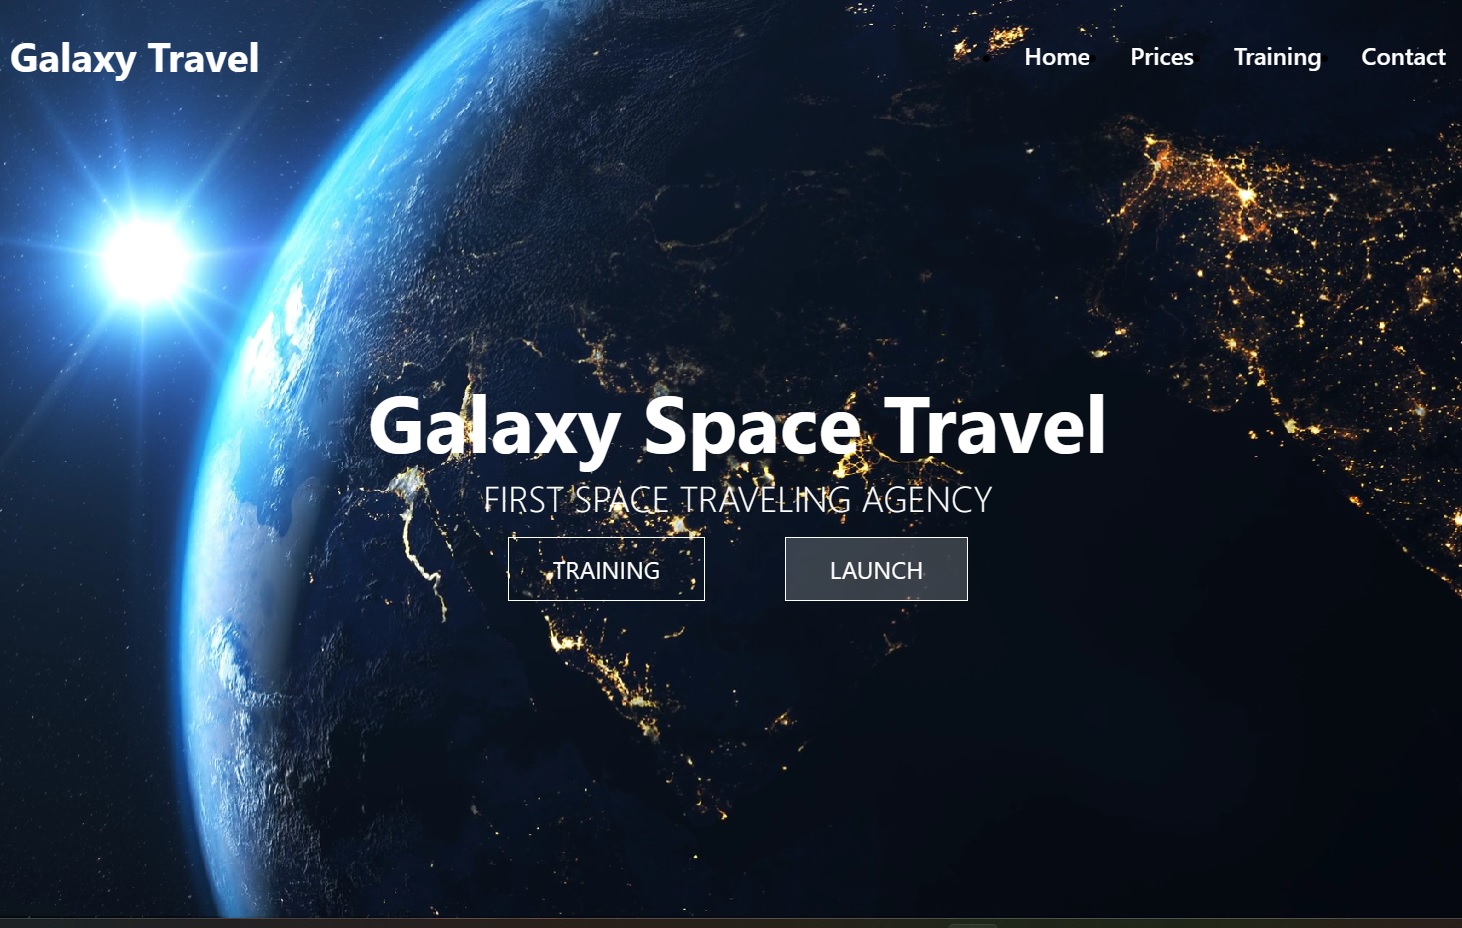 Galaxy Travel
Home Prices Training Contact
Galaxy Space Travel
FIRST SPACE TRAVELING AGENCY
TRAINING LAUNCH